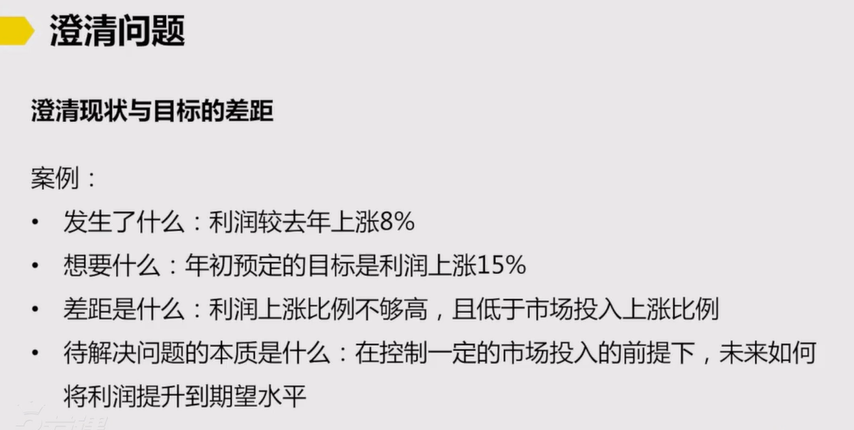 澄清问题
澄清现状与目标的差距
案例：
• 发生了什么：利润较去年上涨8%
• 想要什么：年初预定的目标是利润上涨15%
• 差距是什么：利润上涨比例不够高，且低于市场投入上涨比例
• 待解决问题的本质是什么：在控制一定的市场投入的前提下，未来如何
将利润提升到期望水平